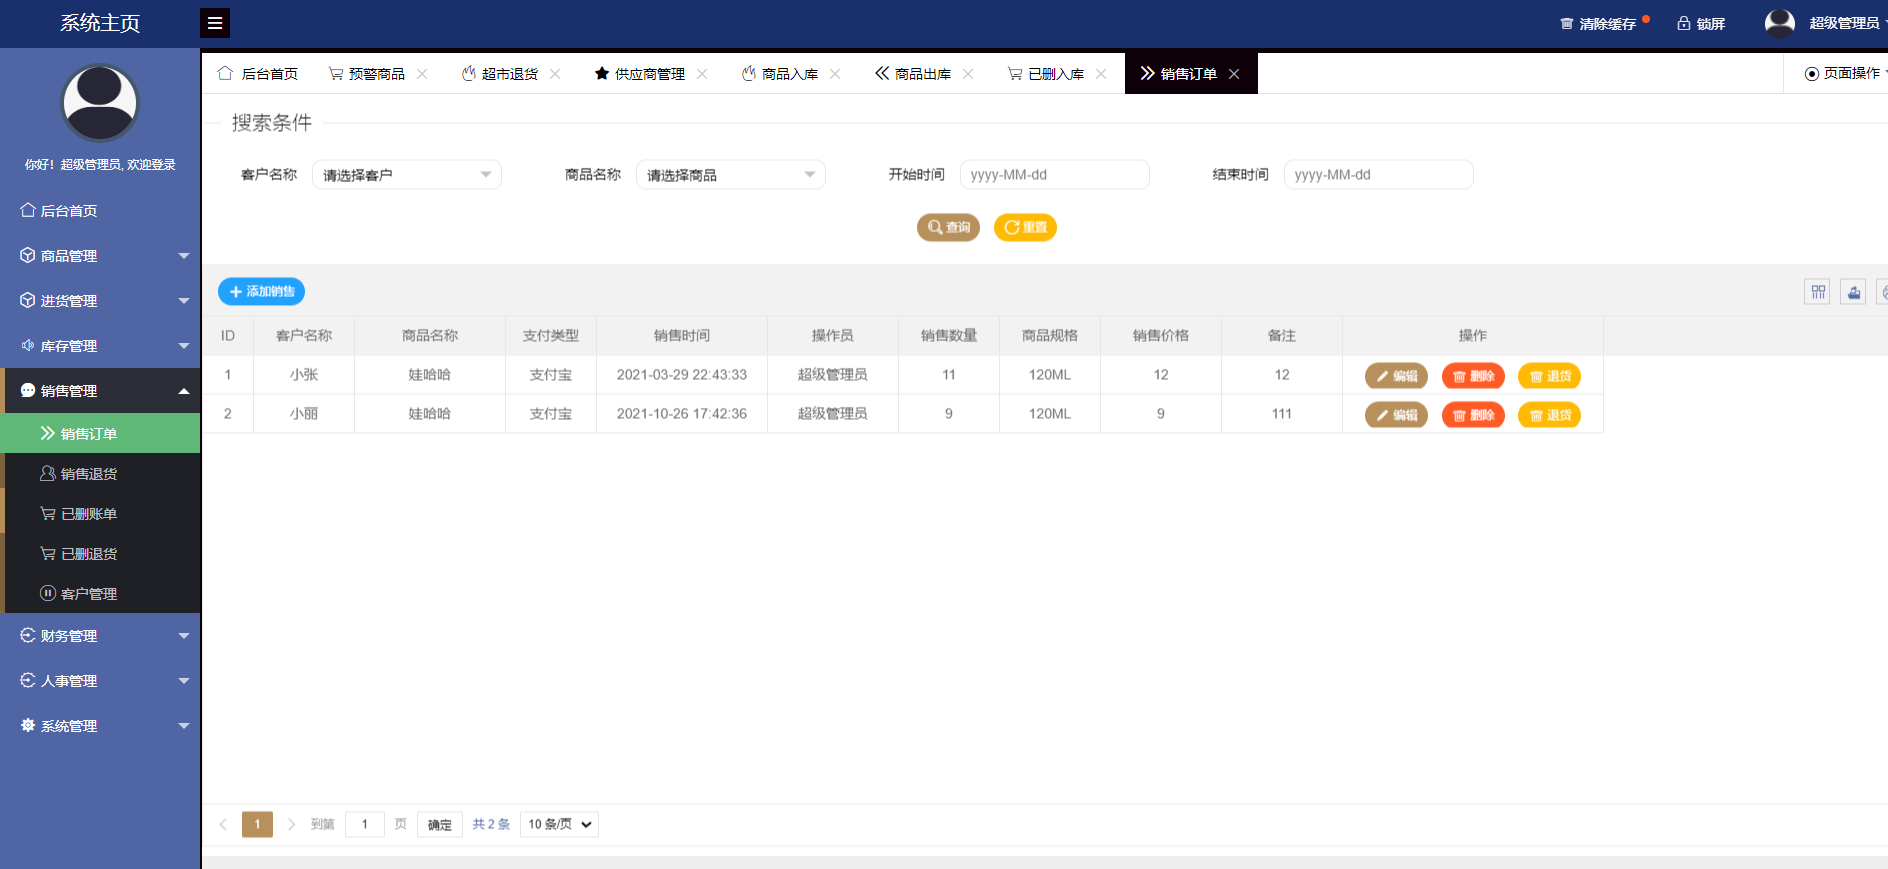 系统主页
清除缓存 锁屏 超级管理员
后台首页 预警商品 超市退货 供应商管理 商品入库 商品出库 已删入库 销售订单 页面操作
你好！超级管理员, 欢迎登录
后台首页
商品管理
进货管理
库存管理
销售管理
销售订单
销售退货
已删账单
已删退货
客户管理
财务管理
人事管理
系统管理
搜索条件
客户名称 请选择客户 商品名称 请选择商品 开始时间 yyyy-MM-dd 结束时间 yyyy-MM-dd
查询 重置
添加销售
ID 客户名称 商品名称 支付类型 销售时间 操作员 销售数量 商品规格 销售价格 备注 操作
1 小张 娃哈哈 支付宝 2021-03-29 22:43:33 超级管理员 11 120ML 12 12 编辑 删除 退货
2 小丽 娃哈哈 支付宝 2021-10-26 17:42:36 超级管理员 9 120ML 9 111 编辑 删除 退货
1 到第 1 页 确定 共 2 条 10 条/页